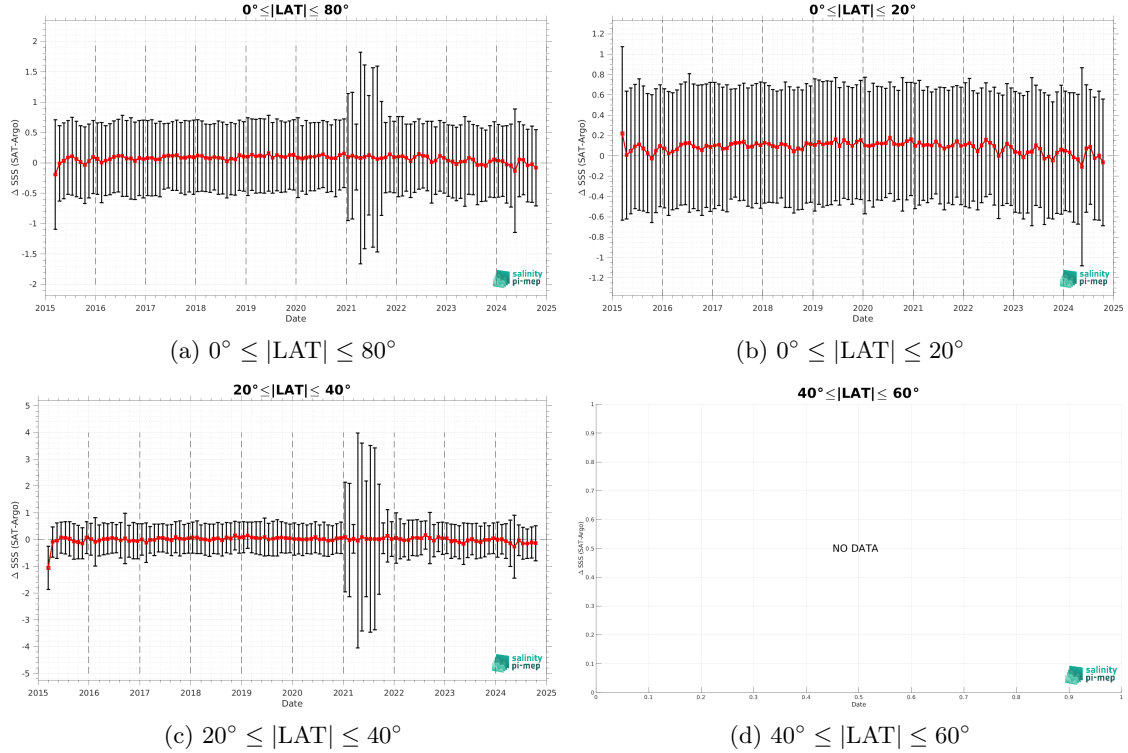 0°≤|LAT|≤ 80°
Δ SSS (SAT-Argo)
2
1.5
1
0.5
0
-0.5
-1
-1.5
-2
2015 2016 2017 2018 2019 2020 2021 2022 2023 2024 2025
Date
salinity
pi-mep
(a) 0° ≤ |LAT| ≤ 80°
0°≤|LAT|≤ 20°
Δ SSS (SAT-Argo)
1.2
1
0.8
0.6
0.4
0.2
0
-0.2
-0.4
-0.6
-0.8
-1
-1.2
2015 2016 2017 2018 2019 2020 2021 2022 2023 2024 2025
Date
salinity
pi-mep
(b) 0° ≤ |LAT| ≤ 20°
20°≤|LAT|≤ 40°
Δ SSS (SAT-Argo)
5
4
3
2
1
0
-1
-2
-3
-4
-5
2015 2016 2017 2018 2019 2020 2021 2022 2023 2024 2025
Date
salinity
pi-mep
(c) 20° ≤ |LAT| ≤ 40°
40°≤|LAT|≤ 60°
Δ SSS (SAT-Argo)
1
0.9
0.8
0.7
0.6
0.5
0.4
0.3
0.2
0.1
0
NO DATA
0 0.1 0.2 0.3 0.4 0.5 0.6 0.7 0.8 0.9 1
Date
salinity
pi-mep
(d) 40° ≤ |LAT| ≤ 60°